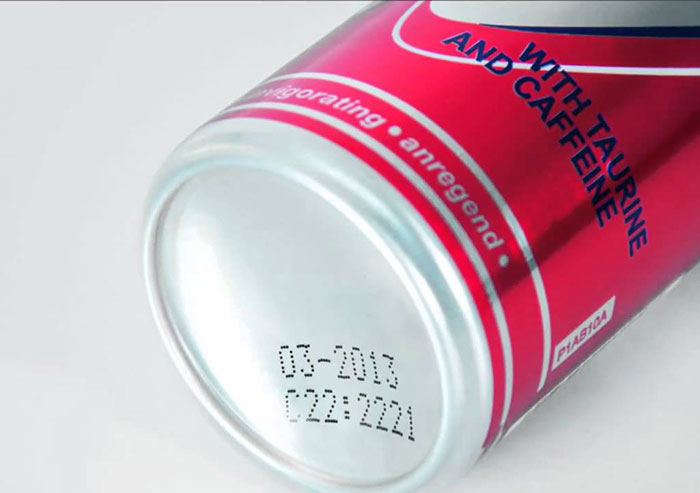 WITH TAURINE
AND CAFFEINE
invigorating • anregend •
P1AB10A
03-2013
C22:2221